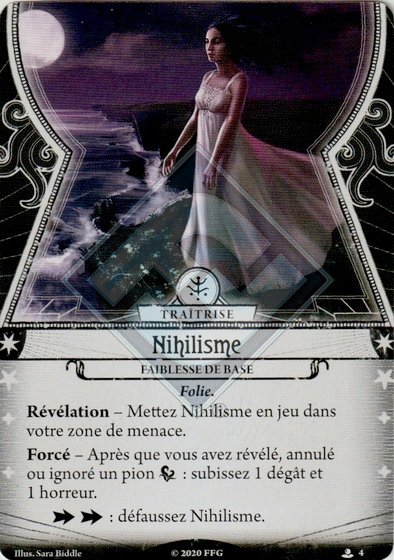 TRAÎTRISE
Nihilisme
FAIBLESSE DE BASE
Folie.
Révélation – Mettez Nihilisme en jeu dans
votre zone de menace.
Forcé – Après que vous avez révélé, annulé
ou ignoré un pion : subissez 1 dégât et
1 horreur.
: défaussez Nihilisme.
Illus. Sara Biddle © 2020 FFG 4